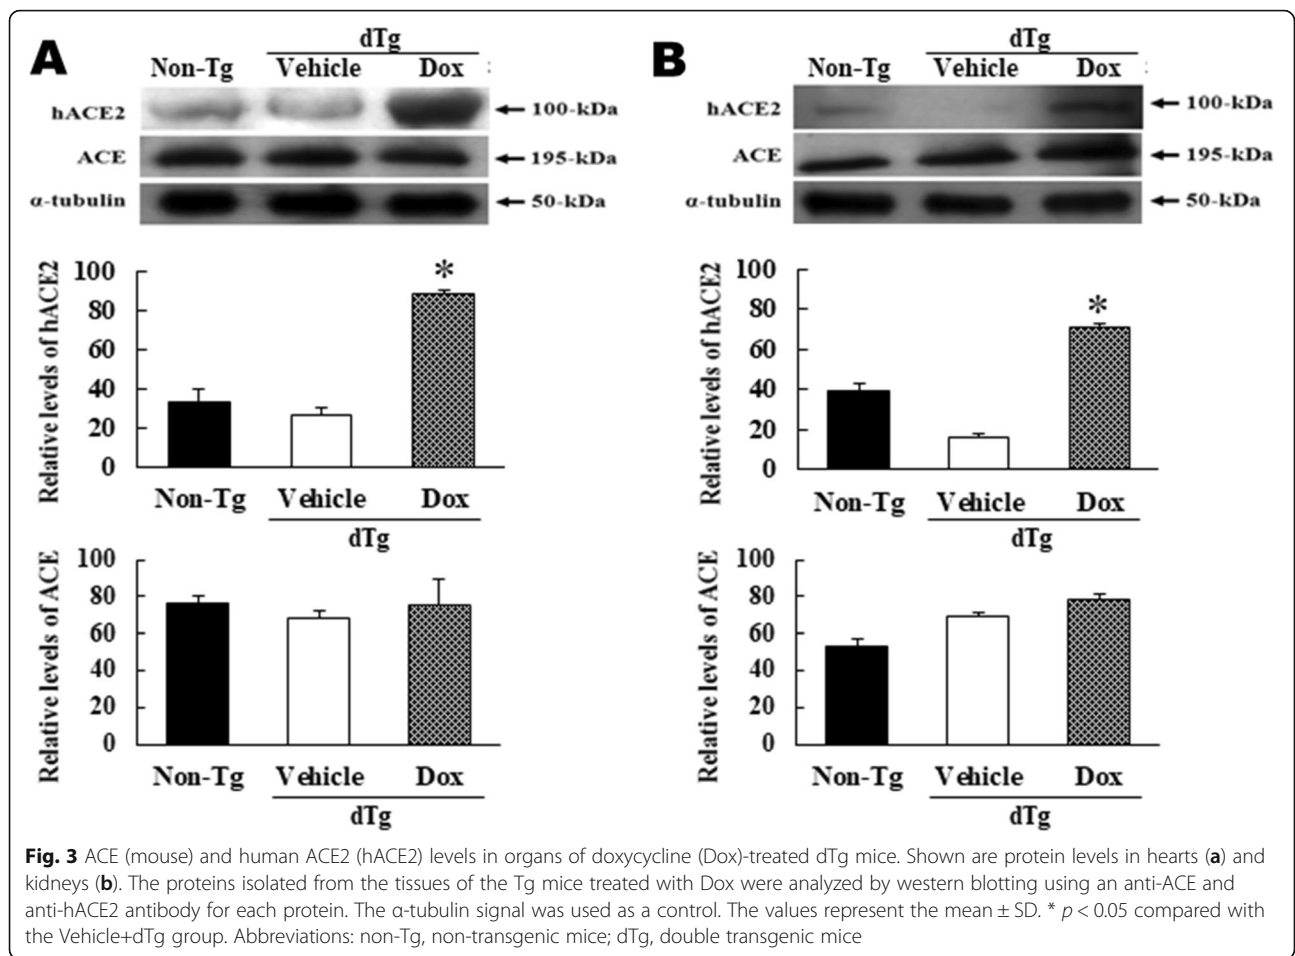 A
dTg
Non-Tg Vehicle Dox :
hACE2 ← 100-kDa
ACE ← 195-kDa
α-tubulin ← 50-kDa
Relative levels of hACE2
100
80
60
40
20
0
*
Non-Tg Vehicle Dox
dTg
Relative levels of ACE
100
80
60
40
20
0
Non-Tg Vehicle Dox
dTg
B
dTg
Non-Tg Vehicle Dox :
hACE2 ← 100-kDa
ACE ← 195-kDa
α-tubulin ← 50-kDa
Relative levels of hACE2
100
80
60
40
20
0
*
Non-Tg Vehicle Dox
dTg
Relative levels of ACE
100
80
60
40
20
0
Non-Tg Vehicle Dox
dTg
Fig. 3 ACE (mouse) and human ACE2 (hACE2) levels in organs of doxycycline (Dox)-treated dTg mice. Shown are protein levels in hearts (a) and
kidneys (b). The proteins isolated from the tissues of the Tg mice treated with Dox were analyzed by western blotting using an anti-ACE and
anti-hACE2 antibody for each protein. The α-tubulin signal was used as a control. The values represent the mean ± SD. * p < 0.05 compared with
the Vehicle+dTg group. Abbreviations: non-Tg, non-transgenic mice; dTg, double transgenic mice